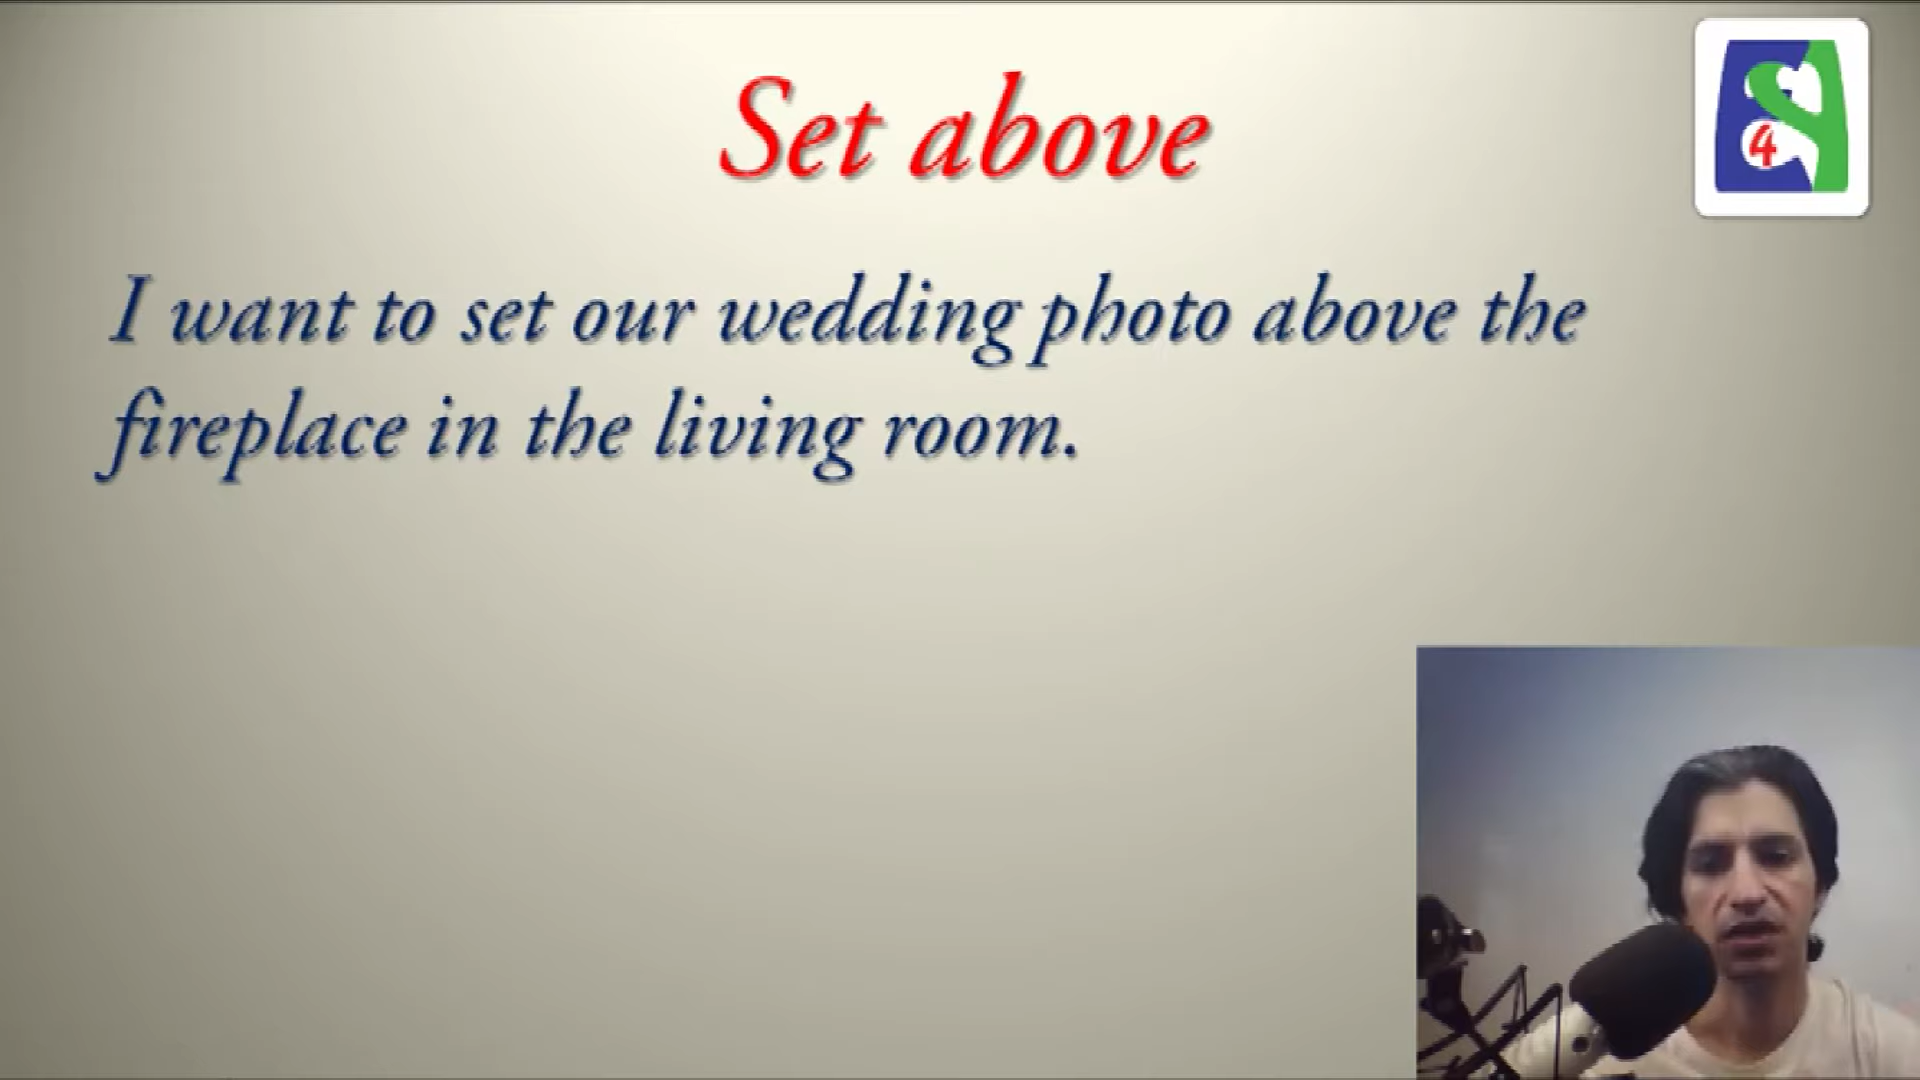 Set above
4
I want to set our wedding photo above the
fireplace in the living room.